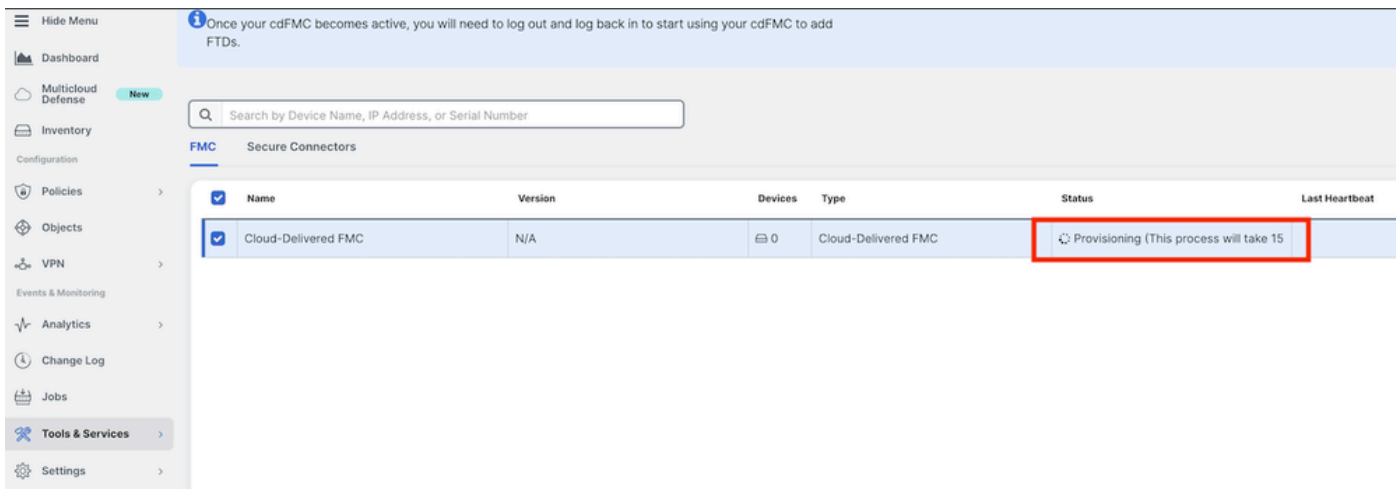 Hide Menu
Once your cdFMC becomes active, you will need to log out and log back in to start using your cdFMC to add
FTDs.
Dashboard
Multicloud
Defense
New
Inventory
Configuration
Policies
Objects
VPN
Events & Monitoring
Analytics
Change Log
Jobs
Tools & Services
Settings
Search by Device Name, IP Address, or Serial Number
FMC Secure Connectors
Name Version Devices Type Status Last Heartbeat
Cloud-Delivered FMC N/A 0 Cloud-Delivered FMC Provisioning (This process will take 15